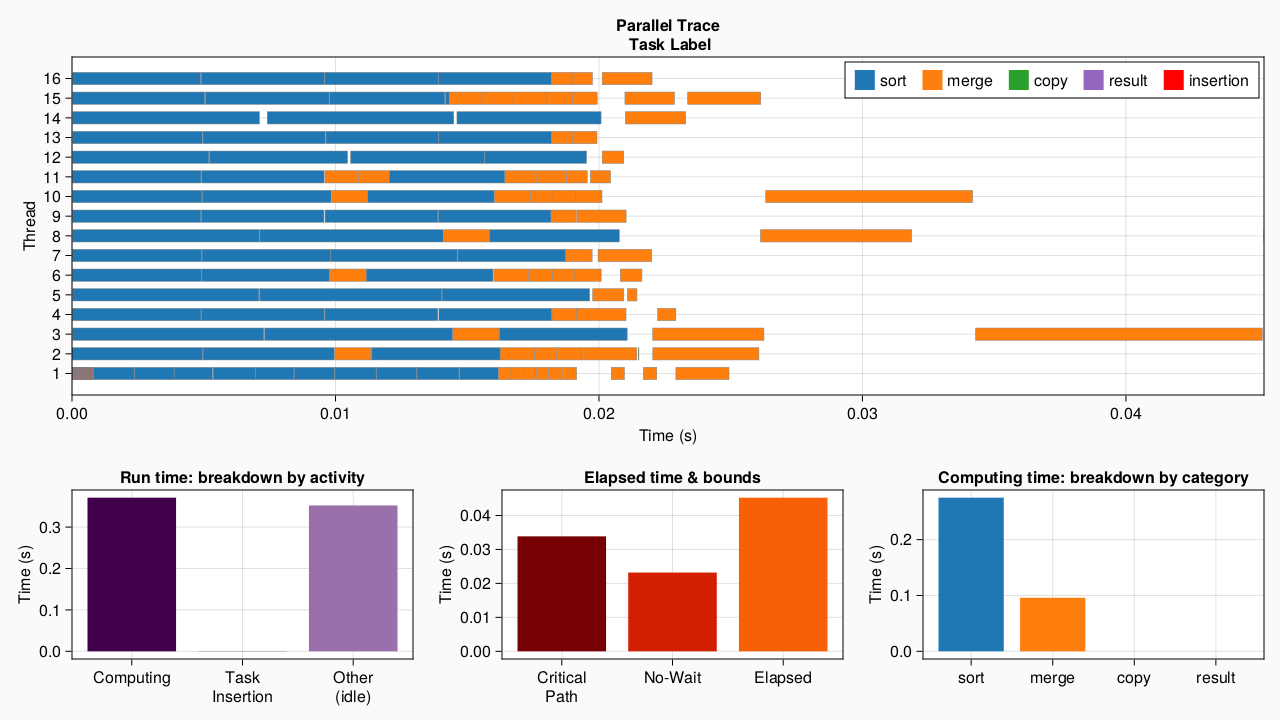 Parallel Trace
Task Label
sort merge copy result insertion
Thread
16
15
14
13
12
11
10
9
8
7
6
5
4
3
2
1
0.00 0.01 0.02 0.03 0.04
Time (s)
Run time: breakdown by activity
Time (s)
0.3
0.2
0.1
0.0
Computing Task Insertion Other (idle)
Elapsed time & bounds
Time (s)
0.04
0.03
0.02
0.01
0.00
Critical Path No-Wait Elapsed
Computing time: breakdown by category
Time (s)
0.2
0.1
0.0
sort merge copy result